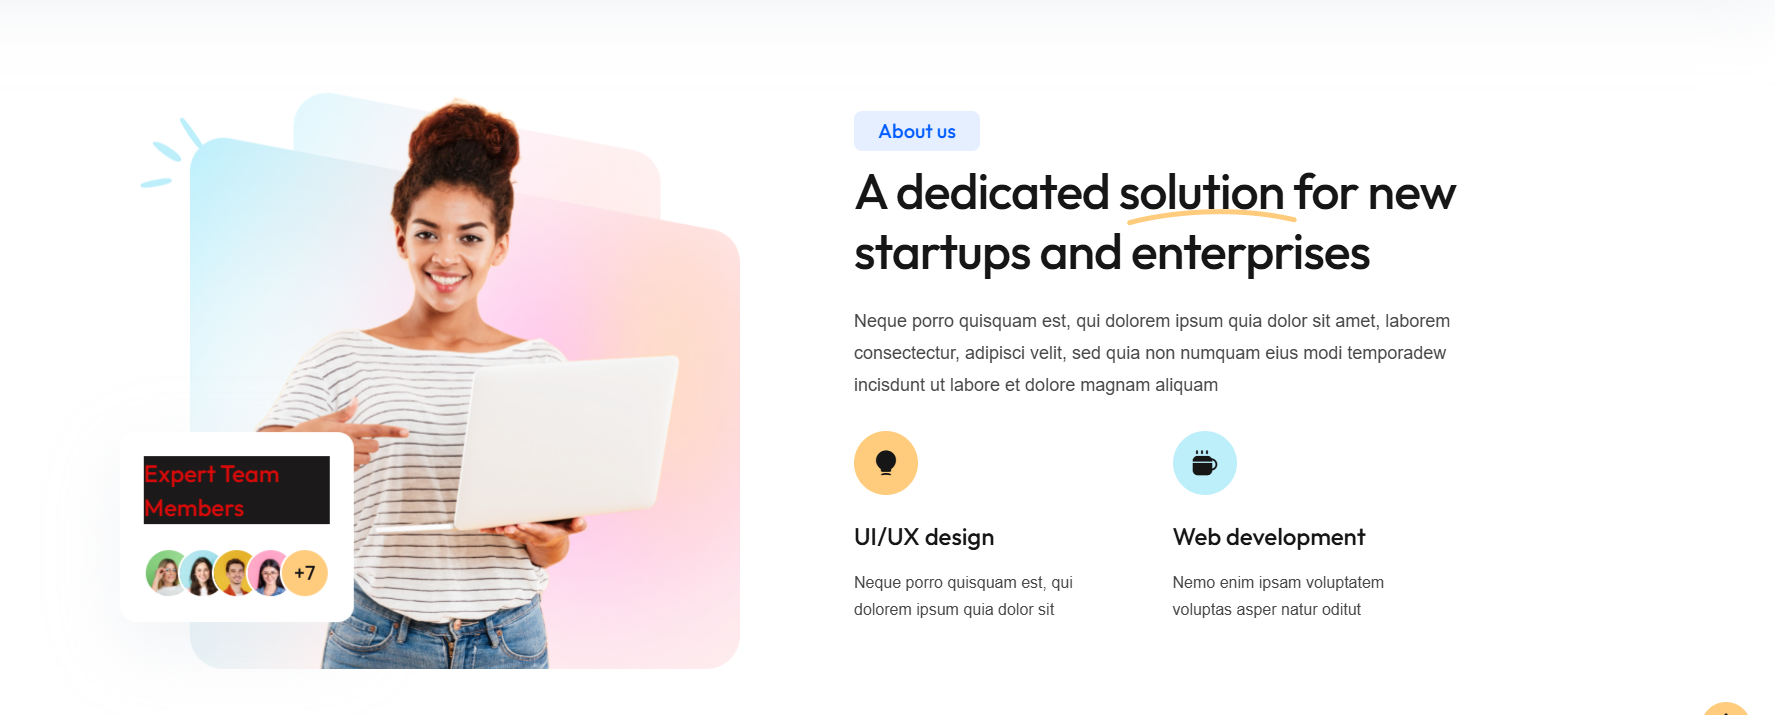 About us
A dedicated solution for new
startups and enterprises
Neque porro quisquam est, qui dolorem ipsum quia dolor sit amet, laborem
consectectur, adipisci velit, sed quia non numquam eius modi temporadew
incisdunt ut labore et dolore magnam aliquam
Expert Team
Members
+7
UI/UX design
Neque porro quisquam est, qui
dolorem ipsum quia dolor sit
Web development
Nemo enim ipsam voluptatem
voluptas asper natur oditut